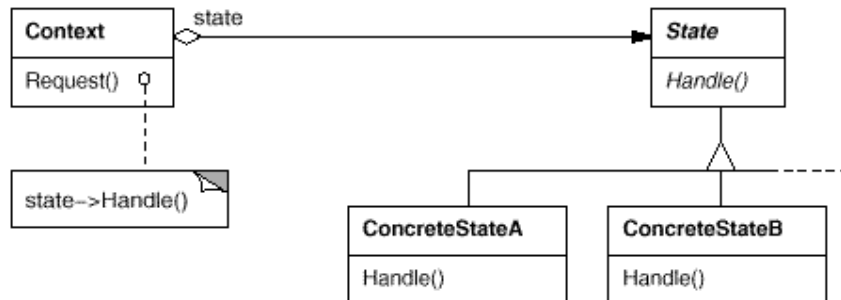 state
Context
State
Request()
Handle()
state->Handle()
ConcreteStateA
ConcreteStateB
Handle()
Handle()